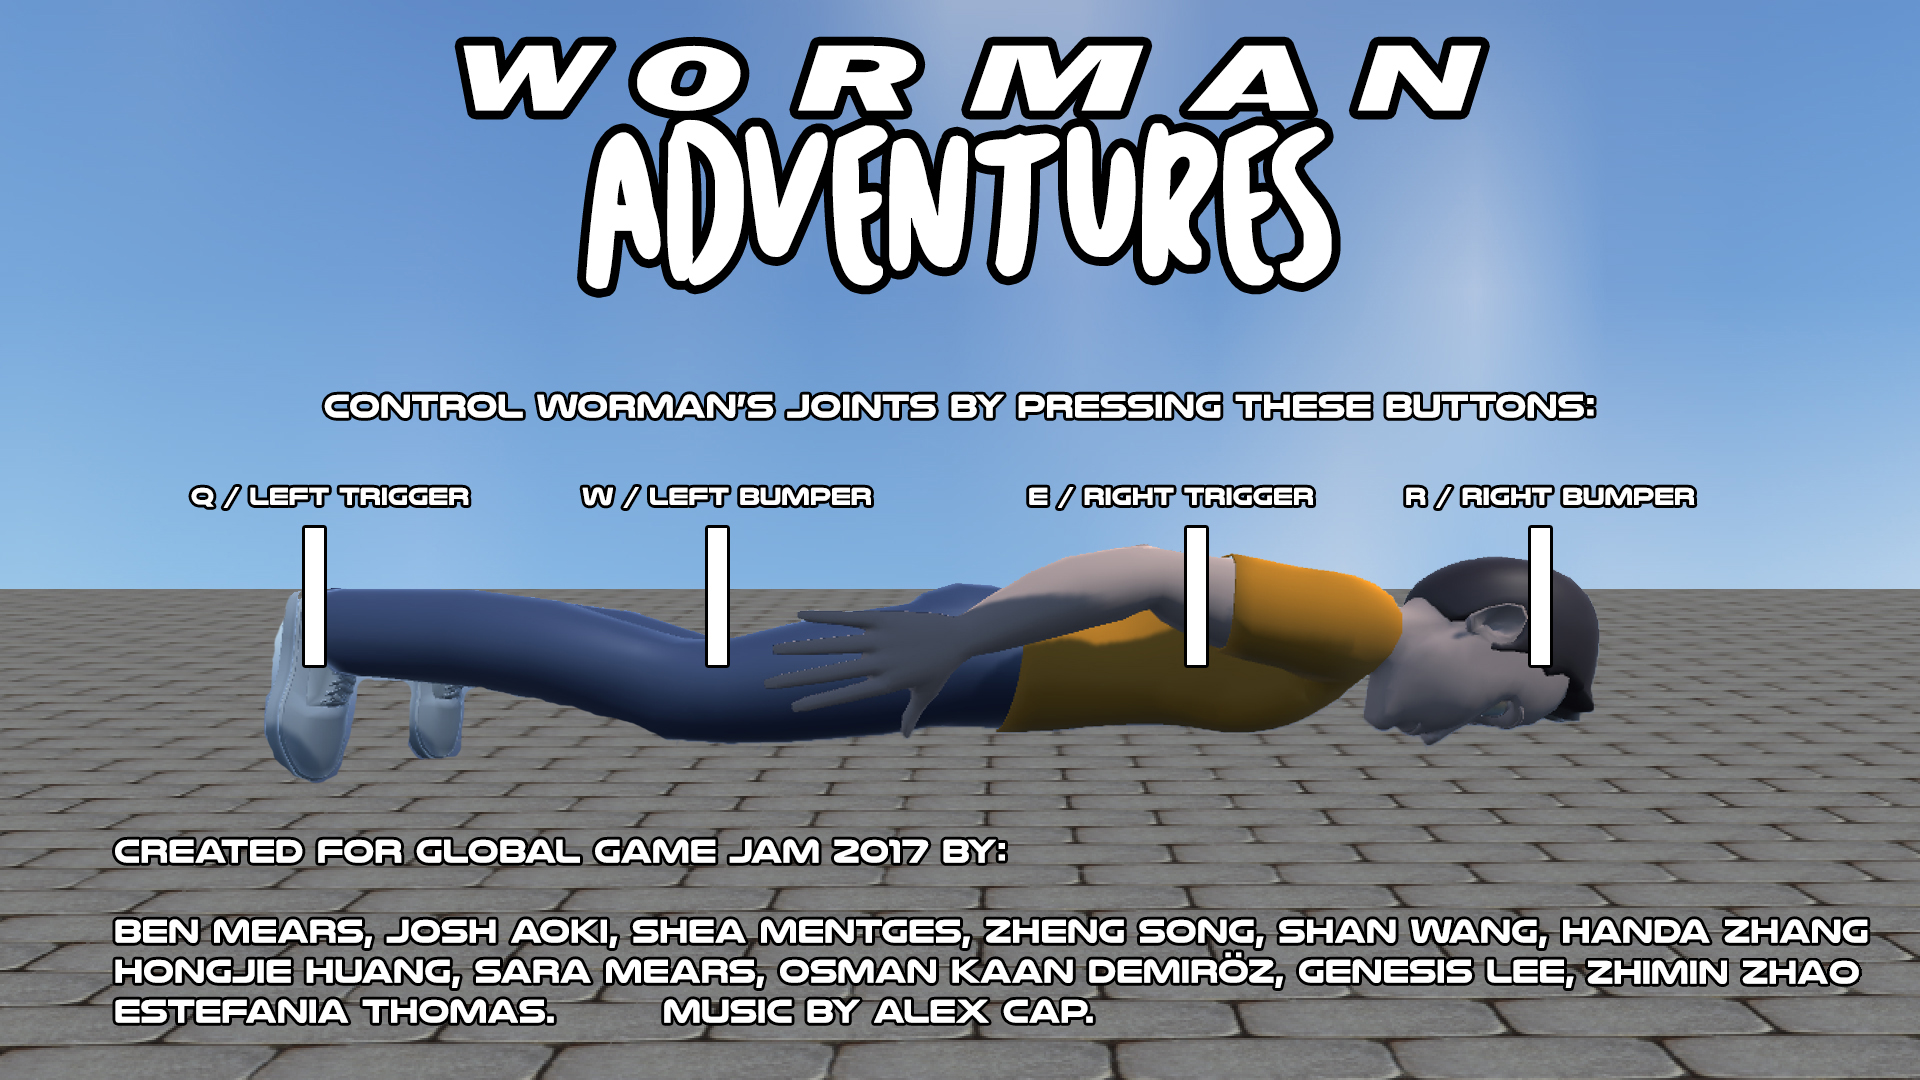 WORMAN
ADVENTURES
CONTROL WORMAN'S JOINTS BY PRESSING THESE BUTTONS:
Q / LEFT TRIGGER
W / LEFT BUMPER
E / RIGHT TRIGGER
R / RIGHT BUMPER
CREATED FOR GLOBAL GAME JAM 2017 BY:
BEN MEARS, JOSH AOKI, SHEA MENTGES, ZHENG SONG, SHAN WANG, HANDA ZHANG
HONGJIE HUANG, SARA MEARS, OSMAN KAAN DEMIRÖZ, GENESIS LEE, ZHIMIN ZHAO
ESTEFANIA THOMAS. MUSIC BY ALEX CAP.